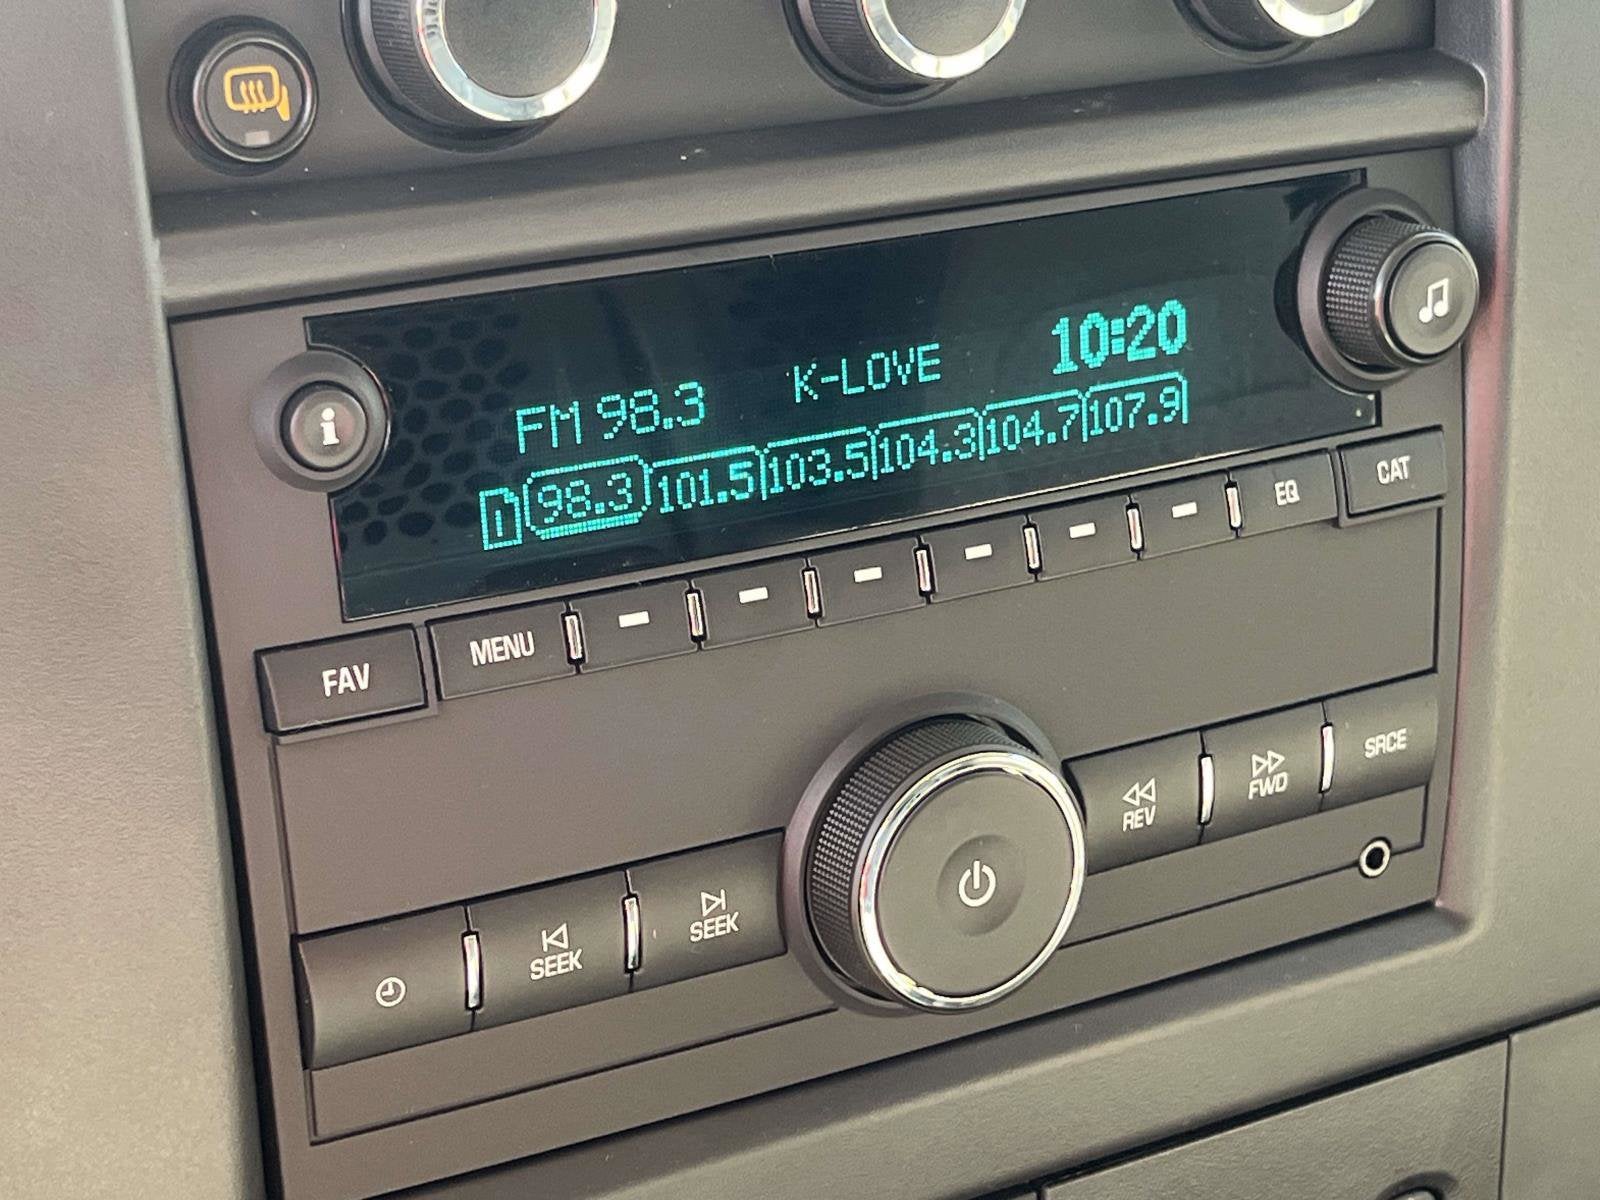 FM 98.3 K-LOVE 10:20
1 98.3 101.5 103.5 104.3 104.7 107.9
i
FAV MENU EQ CAT
REV FWD SRCE
SEEK SEEK